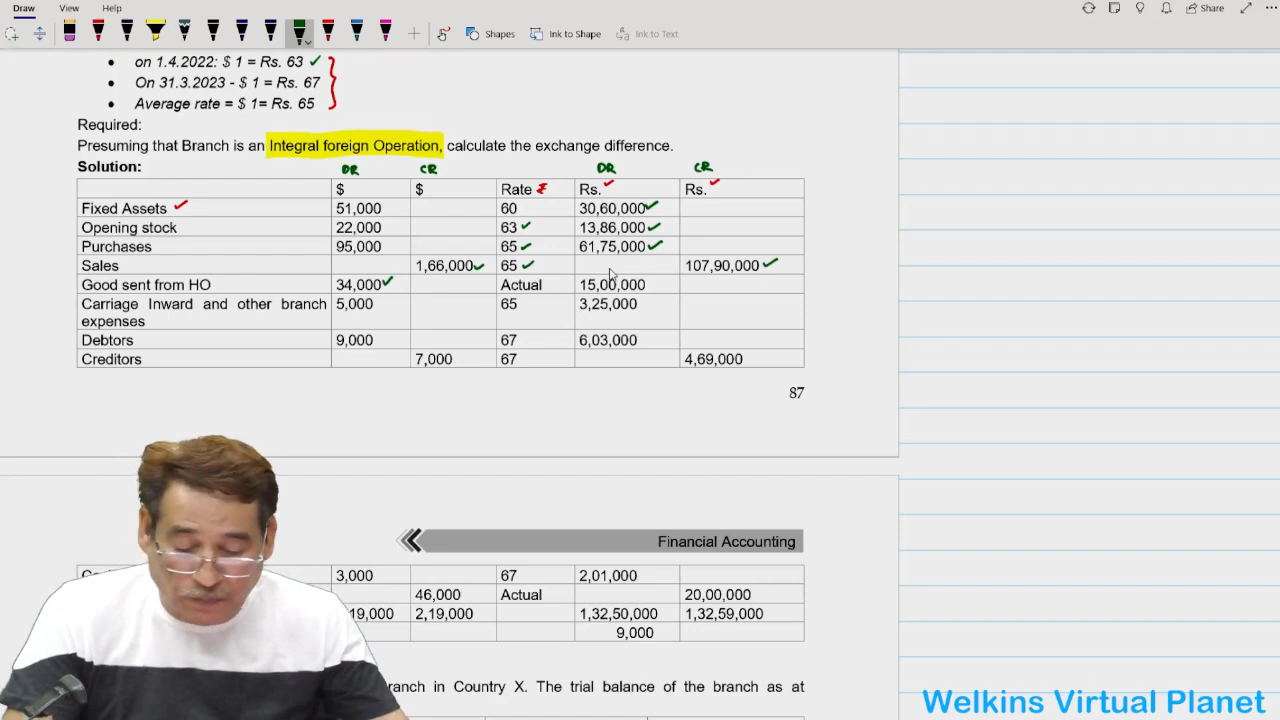 Draw View Help Share
Shapes Ink to Shape Ink to Text
• on 1.4.2022: $ 1 = Rs. 63
• On 31.3.2023 - $ 1 = Rs. 67
• Average rate = $ 1= Rs. 65
Required:
Presuming that Branch is an Integral foreign Operation, calculate the exchange difference.
Solution:
DR CR DR CR
$ $ Rate Rs. Rs.
Fixed Assets 51,000 60 30,60,000
Opening stock 22,000 63 13,86,000
Purchases 95,000 65 61,75,000
Sales 1,66,000 65 107,90,000
Good sent from HO 34,000 Actual 15,00,000
Carriage Inward and other branch 5,000 65 3,25,000
expenses
Debtors 9,000 67 6,03,000
Creditors 7,000 67 4,69,000
87
Financial Accounting
3,000 67 2,01,000
46,000 Actual 20,00,000
19,000 2,19,000 1,32,50,000 1,32,59,000
9,000
ranch in Country X. The trial balance of the branch as at
Welkins Virtual Planet